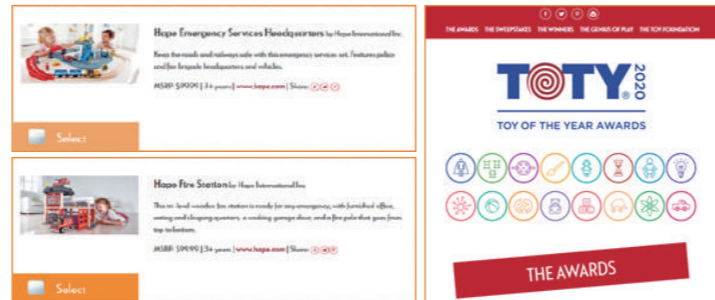 Hape Emergency Services Headquarters by Hape International Inc.
Keep the roads and railways safe with this emergency services set. Features police
and fire brigade headquarters and vehicles.
MSRP: $99.99 | 3+ years | www.hape.com | Share:
Select
Hape Fire Station by Hape International Inc.
This tri-level wooden fire station is ready for any emergency, with furnished office,
eating and sleeping quarters, a working garage door, and a fire pole that goes from
top to bottom.
MSRP: $99.99 | 3+ years | www.hape.com | Share:
Select
THE AWARDS THE SWEEPSTAKES THE WINNERS THE GENIUS OF PLAY THE TOY FOUNDATION
TOTY® 2020
TOY OF THE YEAR AWARDS
THE AWARDS